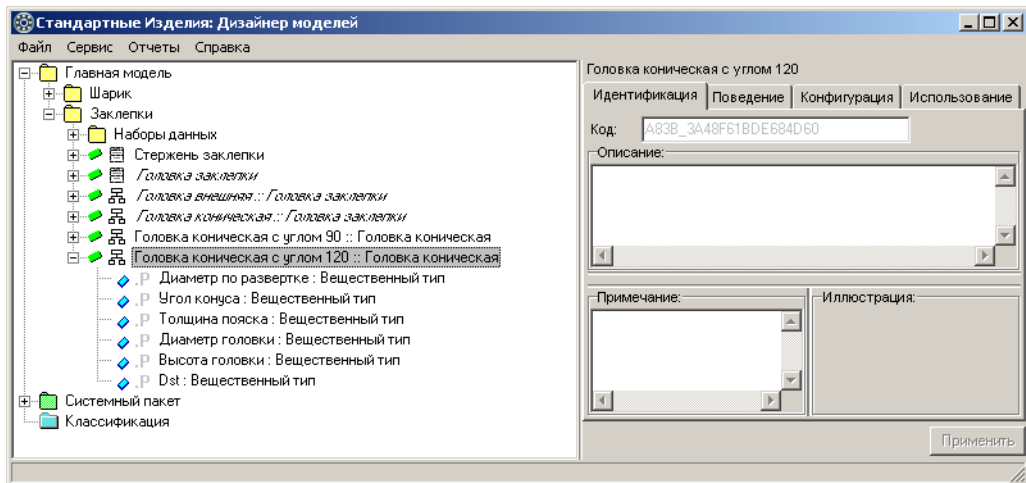 Стандартные Изделия: Дизайнер моделей
Файл Сервис Отчеты Справка
Главная модель
Шарик
Заклепки
Наборы данных
Стержень заклепки
Головка заклепки
Головка внешняя :: Головка заклепки
Головка коническая :: Головка заклепки
Головка коническая с углом 90 :: Головка коническая
Головка коническая с углом 120 :: Головка коническая
.P Диаметр по развертке : Вещественный тип
.P Угол конуса : Вещественный тип
.P Толщина пояска : Вещественный тип
.P Диаметр головки : Вещественный тип
.P Высота головки : Вещественный тип
.P Dst : Вещественный тип
Системный пакет
Классификация
Головка коническая с углом 120
Идентификация Поведение Конфигурация Использование
Код: A83B_3A48F61BDE684D60
Описание:
Примечание:
Иллюстрация:
Применить